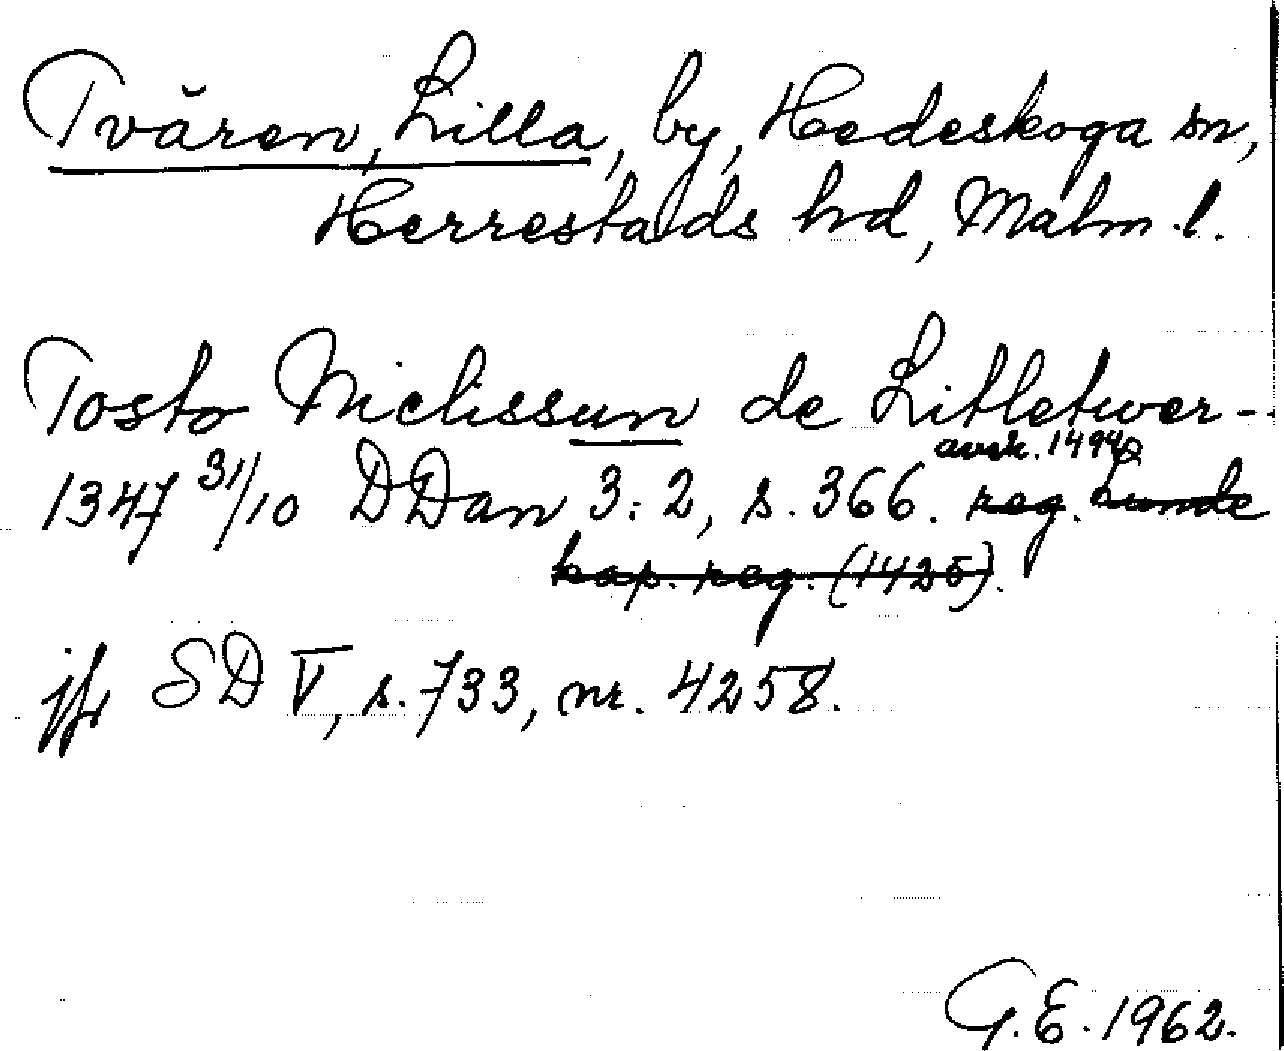 Tvären, Lilla, by, Hedeskoga sn,
Herrestads hd, Malm. l.
Tosto Niclissun de Litletwer-
avsk. 1494
1347 31/10 DDan 3:2, s. 366. reg. Lunde
kap. reg. (1425).
jfr SD V, s. 733, nr. 4258.
G. E. 1962.